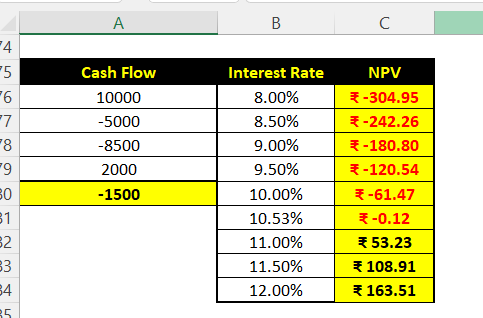 A B C
74
75 Cash Flow Interest Rate NPV
76 10000 8.00% ₹ -304.95
77 -5000 8.50% ₹ -242.26
78 -8500 9.00% ₹ -180.80
79 2000 9.50% ₹ -120.54
80 -1500 10.00% ₹ -61.47
81 10.53% ₹ -0.12
82 11.00% ₹ 53.23
83 11.50% ₹ 108.91
84 12.00% ₹ 163.51
85